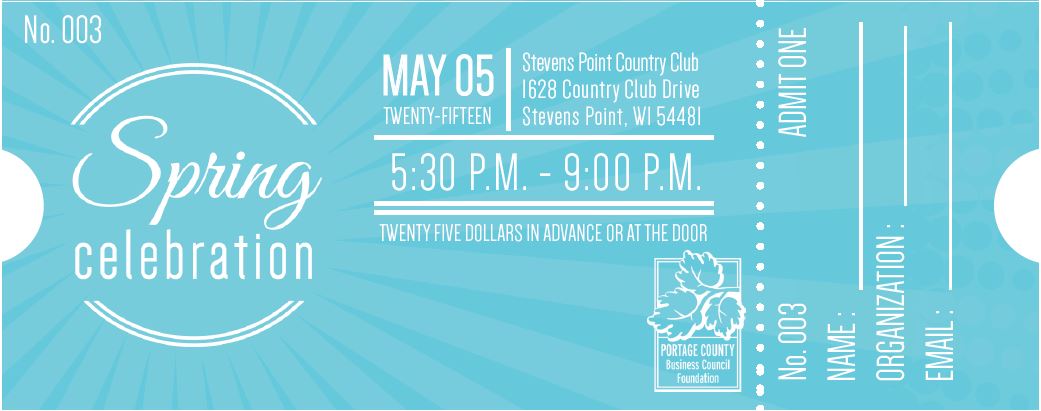 No. 003
Spring
celebration
MAY 05
TWENTY-FIFTEEN
Stevens Point Country Club
1628 Country Club Drive
Stevens Point, WI 54481
5:30 P.M. - 9:00 P.M.
TWENTY FIVE DOLLARS IN ADVANCE OR AT THE DOOR
PORTAGE COUNTY
Business Council
Foundation
ADMIT ONE
No. 003
NAME :
ORGANIZATION :
EMAIL :